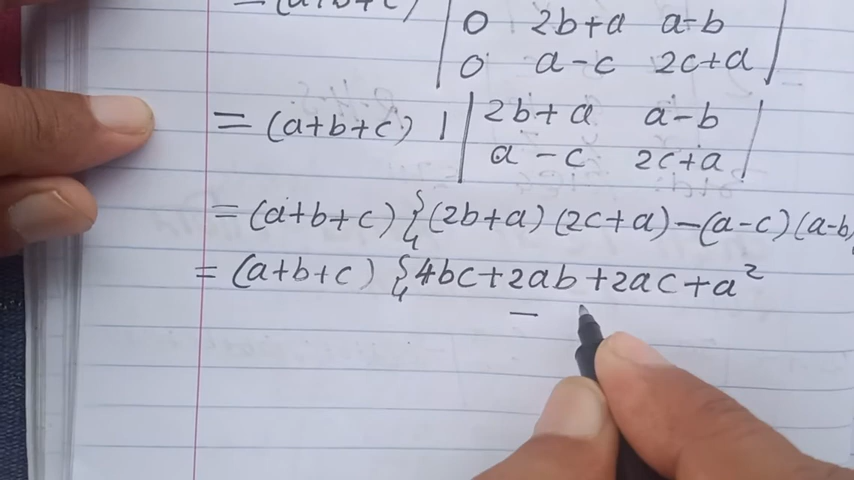 = (a+b+c) | 0 2b+a a-b
0 a-c 2c+a |
= (a+b+c) 1 | 2b+a a-b
a-c 2c+a |
= (a+b+c) {(2b+a) (2c+a) - (a-c) (a-b)
= (a+b+c) {4bc+2ab+2ac+a²
-